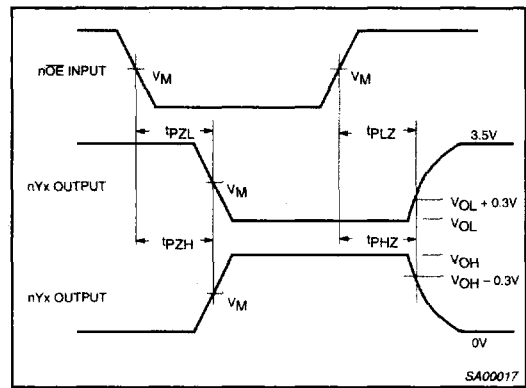 nOE INPUT
VM
VM
tPZL
tPLZ
3.5V
nYx OUTPUT
VM
VOL + 0.3V
VOL
tPZH
tPHZ
VOH
VOH – 0.3V
nYx OUTPUT
VM
0V
SA00017